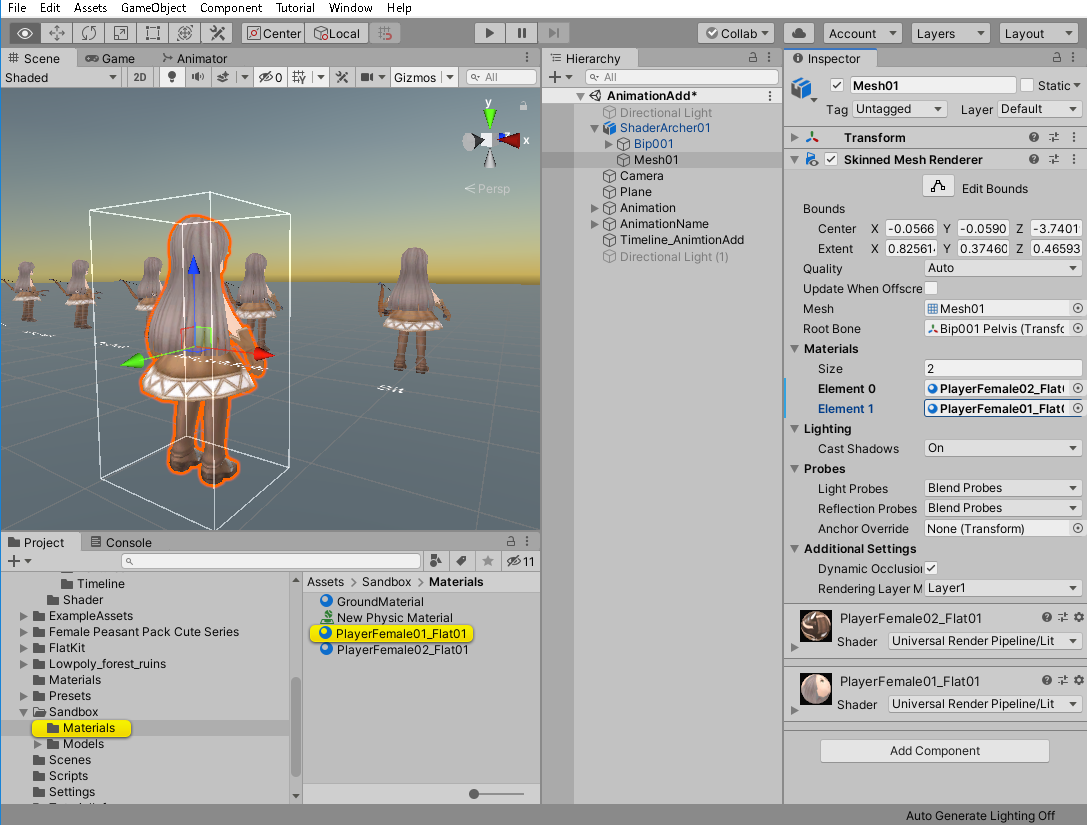 File Edit Assets GameObject Component Tutorial Window Help
Center Local Collab Account Layers Layout
Scene Game Animator
Shaded 2D 0 Gizmos All
y
x
Persp
Hierarchy
All
AnimationAdd*
Directional Light
ShaderArcher01
Bip001
Mesh01
Camera
Plane
Animation
AnimationName
Timeline_AnimtionAdd
Directional Light (1)
Inspector
Mesh01 Static
Tag Untagged Layer Default
Transform
Skinned Mesh Renderer
Edit Bounds
Bounds
Center X -0.0566 Y -0.0590 Z -3.7401
Extent X 0.82561 Y 0.37460 Z 0.46593
Quality Auto
Update When Offscre
Mesh Mesh01
Root Bone Bip001 Pelvis (Transfo
Materials
Size 2
Element 0 PlayerFemale02_Flat
Element 1 PlayerFemale01_Flat
Lighting
Cast Shadows On
Probes
Light Probes Blend Probes
Reflection Probes Blend Probes
Anchor Override None (Transform)
Additional Settings
Dynamic Occlusion
Rendering Layer M Layer1
PlayerFemale02_Flat01
Shader Universal Render Pipeline/Lit
PlayerFemale01_Flat01
Shader Universal Render Pipeline/Lit
Add Component
Project Console
11
Timeline
Shader
ExampleAssets
Female Peasant Pack Cute Series
FlatKit
Lowpoly_forest_ruins
Materials
Presets
Sandbox
Materials
Models
Scenes
Scripts
Settings
Assets > Sandbox > Materials
GroundMaterial
New Physic Material
PlayerFemale01_Flat01
PlayerFemale02_Flat01
Auto Generate Lighting Off